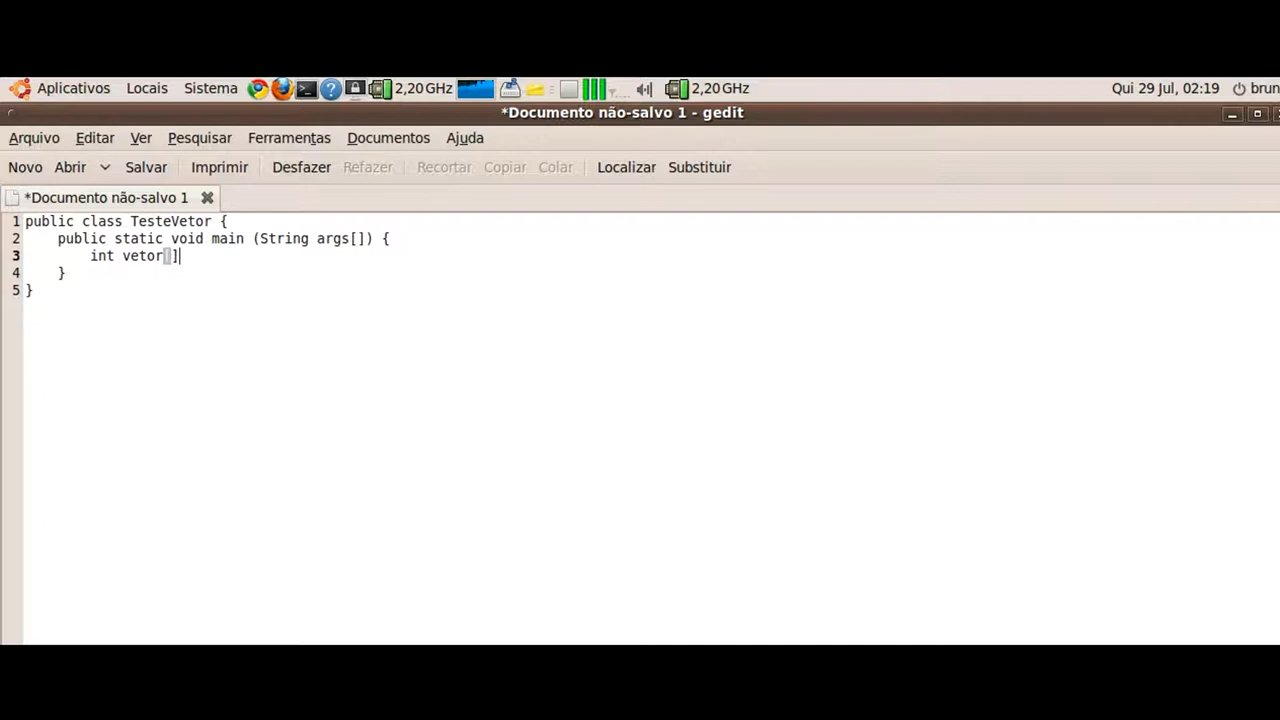 Aplicativos Locais Sistema 2,20 GHz 2,20 GHz Qui 29 Jul, 02:19 brun
*Documento não-salvo 1 - gedit
Arquivo Editar Ver Pesquisar Ferramentas Documentos Ajuda
Novo Abrir Salvar Imprimir Desfazer Refazer Recortar Copiar Colar Localizar Substituir
*Documento não-salvo 1
1 public class TesteVetor {
2 public static void main (String args[]) {
3 int vetor[]
4 }
5 }